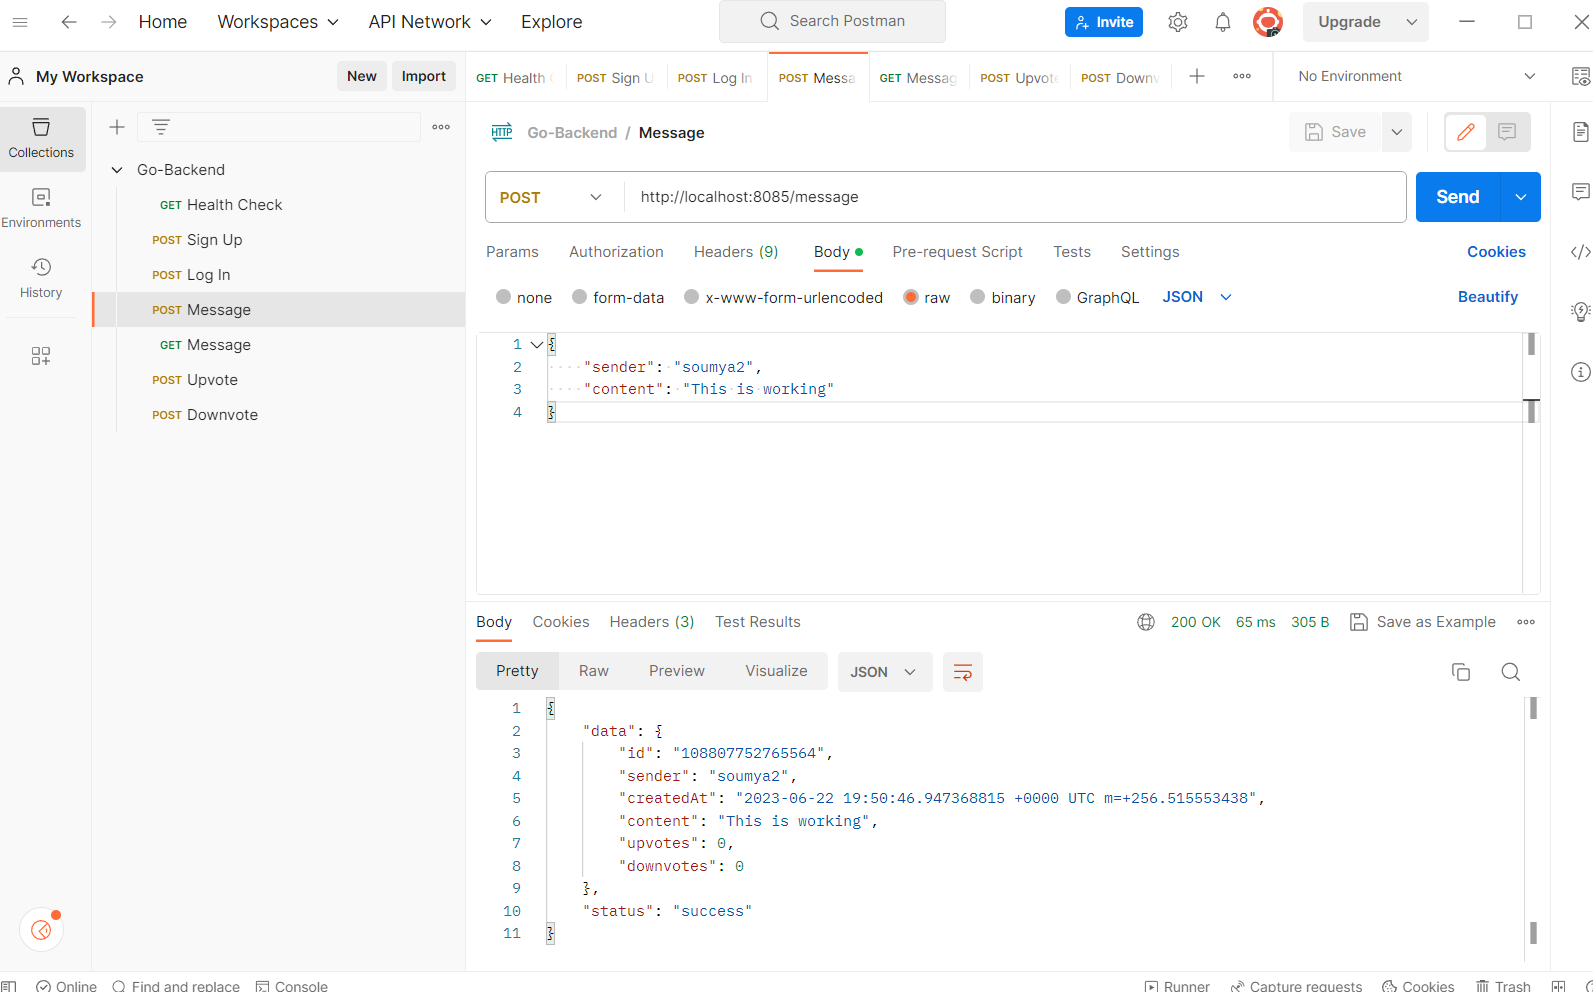 Home Workspaces API Network Explore Search Postman Invite Upgrade
My Workspace New Import GET Health POST Sign U POST Log In POST Messa GET Messag POST Upvot POST Downv No Environment
Collections
Go-Backend / Message Save
Go-Backend
GET Health Check
POST Sign Up
POST Log In
POST Message
GET Message
POST Upvote
POST Downvote
Environments
History
POST http://localhost:8085/message Send
Params Authorization Headers (9) Body Pre-request Script Tests Settings Cookies
none form-data x-www-form-urlencoded raw binary GraphQL JSON Beautify
1 {
2 "sender": "soumya2",
3 "content": "This is working"
4 }
Body Cookies Headers (3) Test Results 200 OK 65 ms 305 B Save as Example
Pretty Raw Preview Visualize JSON
1 {
2 "data": {
3 "id": "108807752765564",
4 "sender": "soumya2",
5 "createdAt": "2023-06-22 19:50:46.947368815 +0000 UTC m=+256.515553438",
6 "content": "This is working",
7 "upvotes": 0,
8 "downvotes": 0
9 },
10 "status": "success"
11 }
Online Find and replace Console Runner Capture requests Cookies Trash